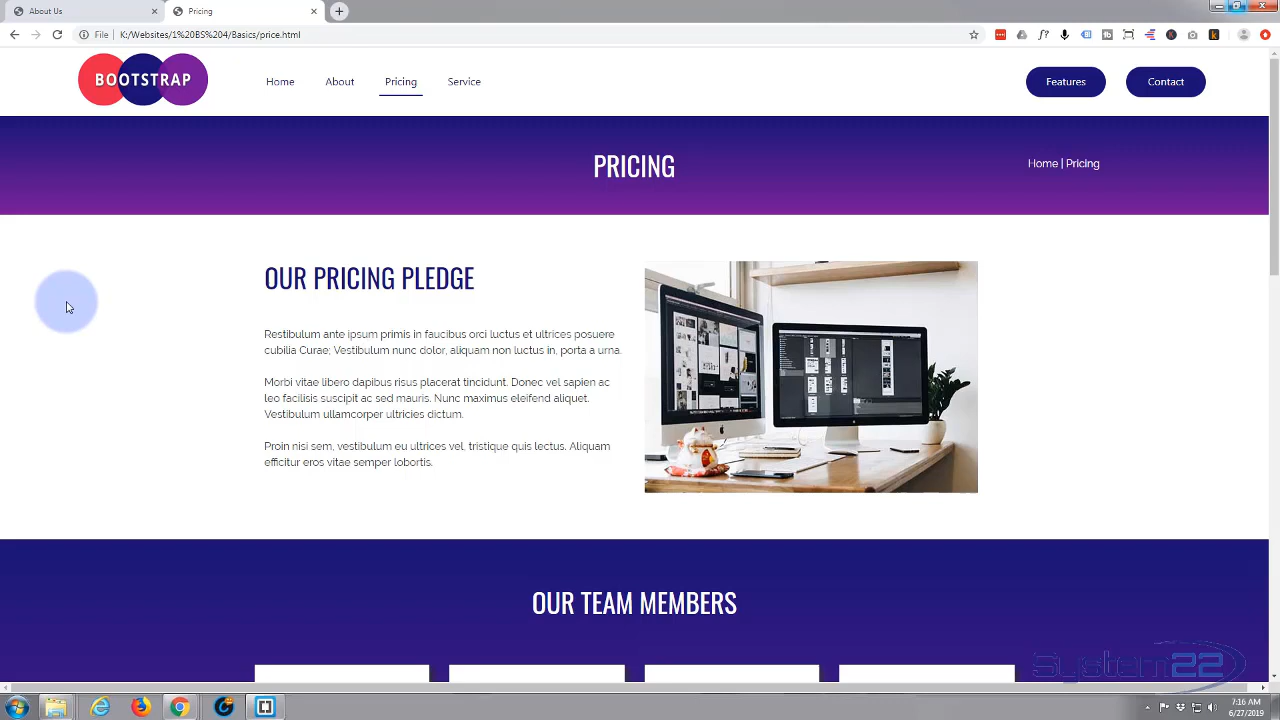 About Us
Pricing
File | K:/Websites/1%20BS%204/Basics/price.html
BOOTSTRAP
Home
About
Pricing
Service
Features
Contact
PRICING
Home | Pricing
OUR PRICING PLEDGE
Restibulum ante ipsum primis in faucibus orci luctus et ultrices posuere
cubilia Curae; Vestibulum nunc dolor, aliquam non luctus in, porta a urna.
Morbi vitae libero dapibus risus placerat tincidunt. Donec vel sapien ac
leo facilisis suscipit ac sed mauris. Nunc maximus eleifend aliquet.
Vestibulum ullamcorper ultricies dictum.
Proin nisi sem, vestibulum eu ultrices vel, tristique quis lectus. Aliquam
efficitur eros vitae semper lobortis.
OUR TEAM MEMBERS
System22
7:16 AM
6/27/2019